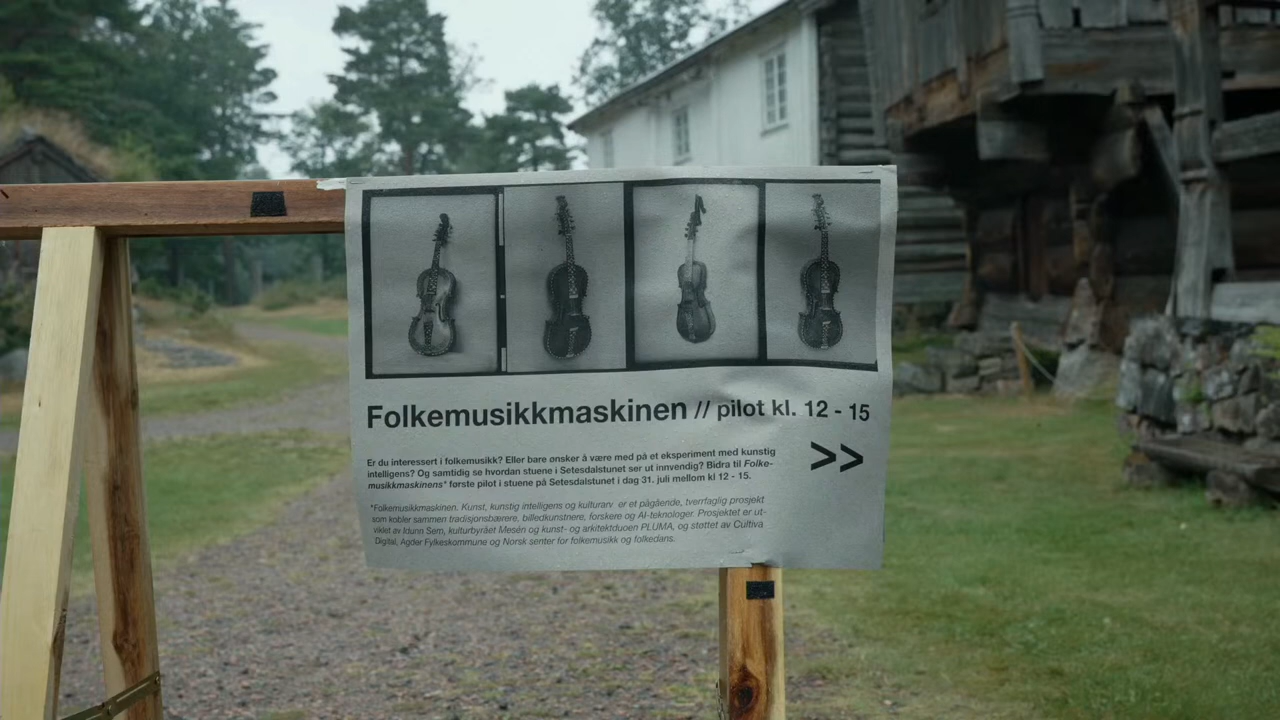 Folkemusikkmaskinen // pilot kl. 12 - 15
>>
Er du interessert i folkemusikk? Eller bare ønsker å være med på et eksperiment med kunstig
intelligens? Og samtidig se hvordan stuene i Setesdalstunet ser ut innvendig? Bidra til Folke-
musikkmaskinens* første pilot i stuene på Setesdalstunet i dag 31. juli mellom kl 12 - 15.
*Folkemusikkmaskinen. Kunst, kunstig intelligens og kulturarv er et pågående, tverrfaglig prosjekt
som kobler sammen tradisjonsbærere, billedkunstnere, forskere og AI-teknologer. Prosjektet er ut-
viklet av Idunn Sem, kulturbyrået Mesén og kunst- og arkitektduoen PLUMA, og støttet av Cultiva
Digital, Agder Fylkeskommune og Norsk senter for folkemusikk og folkedans.